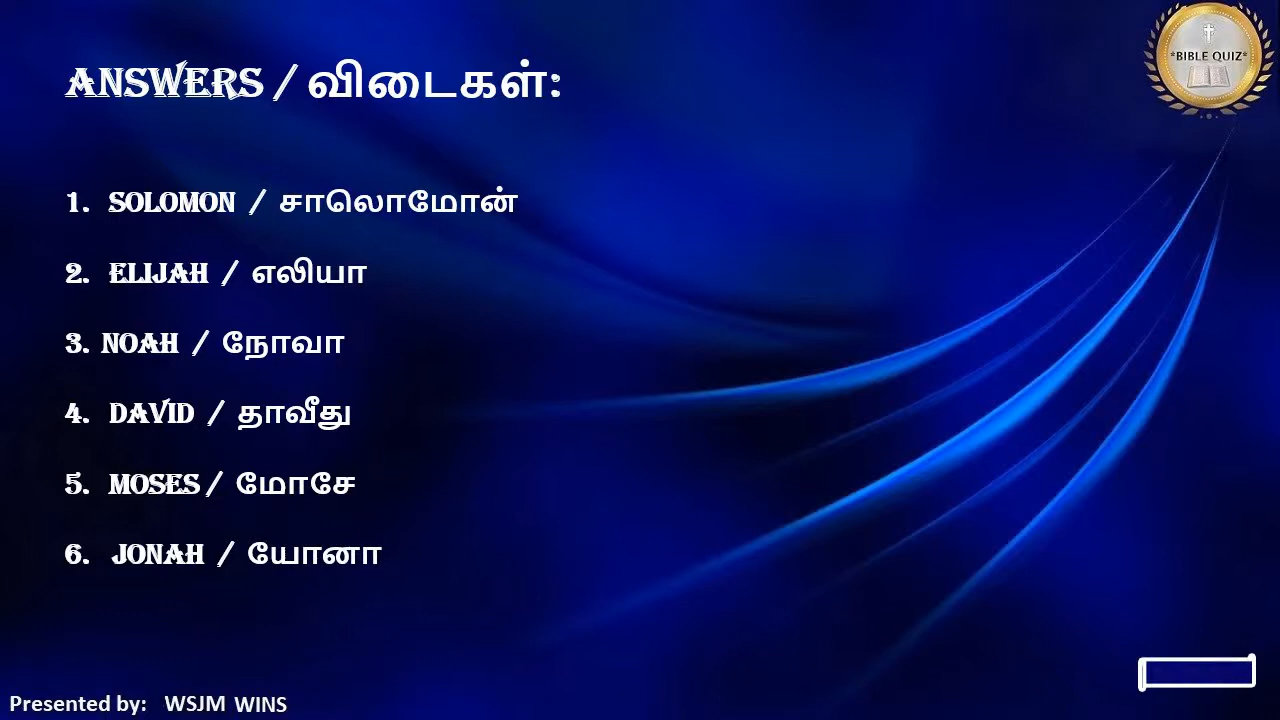 *BIBLE QUIZ*
ANSWERS / விடைகள்:
1. SOLOMON / சாலொமோன்
2. ELIJAH / எலியா
3. NOAH / நோவா
4. DAVID / தாவீது
5. MOSES / மோசே
6. JONAH / யோனா
Presented by: WSJM WINS